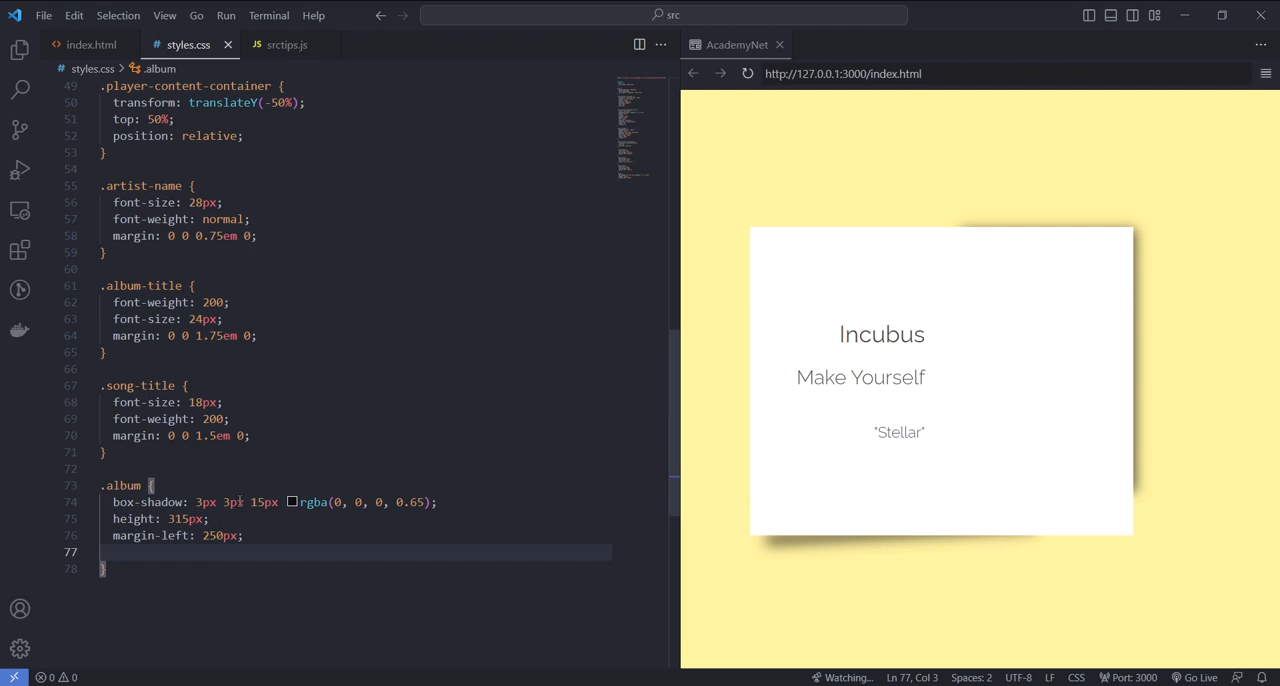 File Edit Selection View Go Run Terminal Help
src
index.html
styles.css
srctips.js
AcademyNet
styles.css > .album
http://127.0.0.1:3000/index.html
49 .player-content-container {
50 transform: translateY(-50%);
51 top: 50%;
52 position: relative;
53 }
54
55 .artist-name {
56 font-size: 28px;
57 font-weight: normal;
58 margin: 0 0 0.75em 0;
59 }
60
61 .album-title {
62 font-weight: 200;
63 font-size: 24px;
64 margin: 0 0 1.75em 0;
65 }
66
67 .song-title {
68 font-size: 18px;
69 font-weight: 200;
70 margin: 0 0 1.5em 0;
71 }
72
73 .album {
74 box-shadow: 3px 3px 15px rgba(0, 0, 0, 0.65);
75 height: 315px;
76 margin-left: 250px;
77
78 }
Incubus
Make Yourself
"Stellar"
0 0
Watching... Ln 77, Col 3 Spaces: 2 UTF-8 LF CSS Port: 3000 Go Live